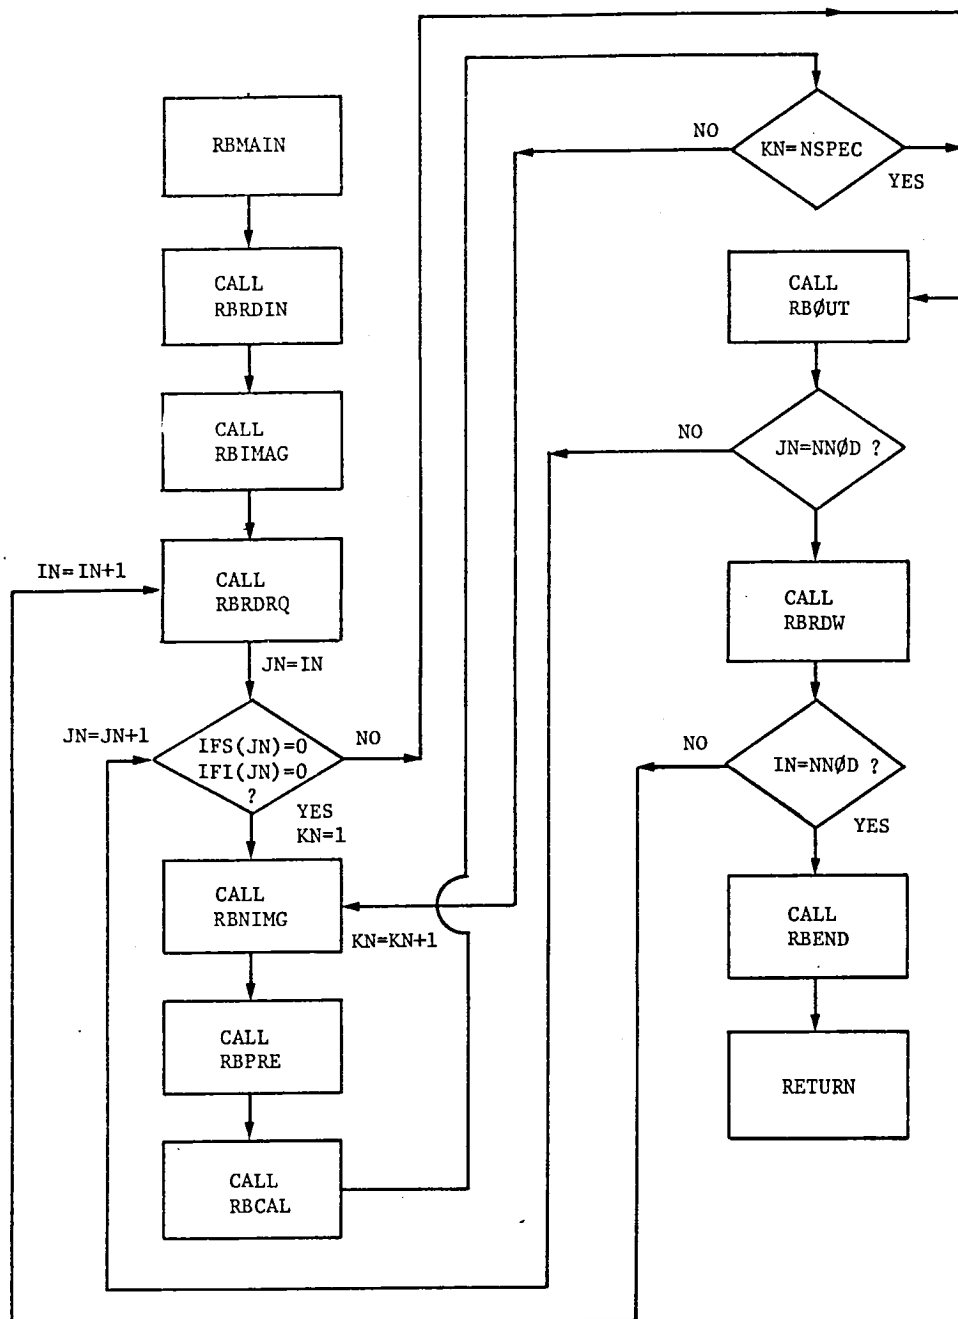 RBMAIN
CALL
RBRDIN
CALL
RBIMAG
IN=IN+1
CALL
RBRDRQ
JN=IN
JN=JN+1
IFS(JN)=0
IFI(JN)=0
?
NO
YES
KN=1
CALL
RBNIMG
KN=KN+1
CALL
RBPRE
CALL
RBCAL
NO
KN=NSPEC
YES
CALL
RBØUT
NO
JN=NNØD ?
CALL
RBRDW
NO
IN=NNØD ?
YES
CALL
RBEND
RETURN